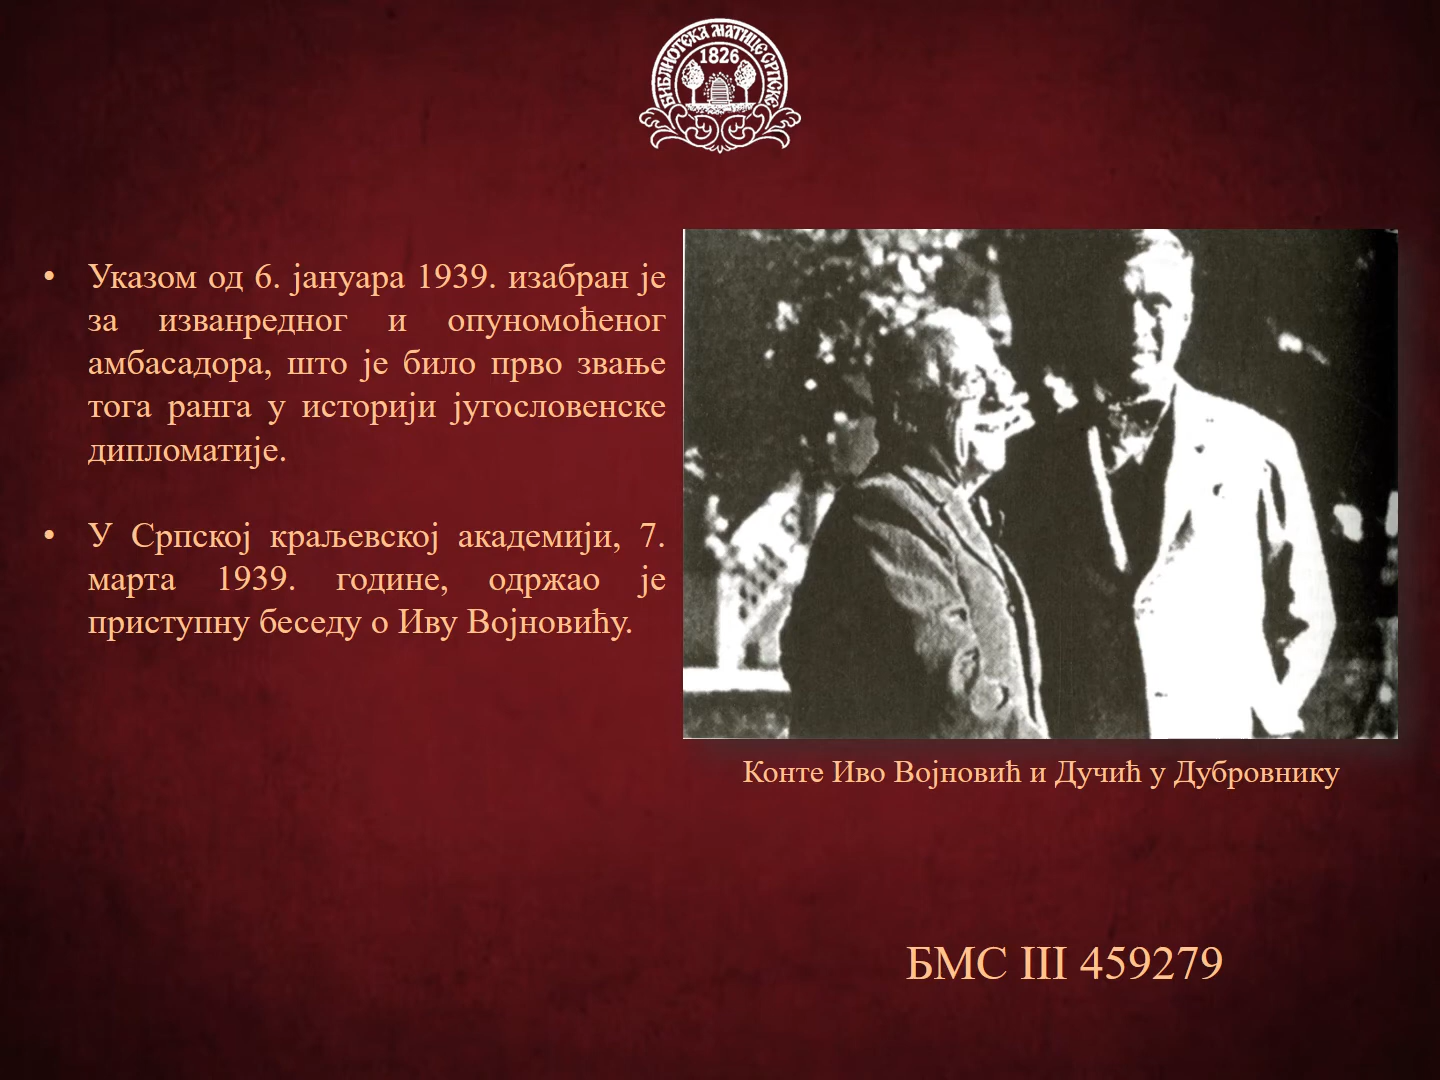 БИБЛИОТЕКА МАТИЦЕ СРПСКЕ
1826
• Указом од 6. јануара 1939. изабран је
за изванредног и опуномоћеног
амбасадора, што је било прво звање
тога ранга у историји југословенске
дипломатије.
• У Српској краљевској академији, 7.
марта 1939. године, одржао је
приступну беседу о Иву Војновићу.
Конте Иво Војновић и Дучић у Дубровнику
БМС III 459279